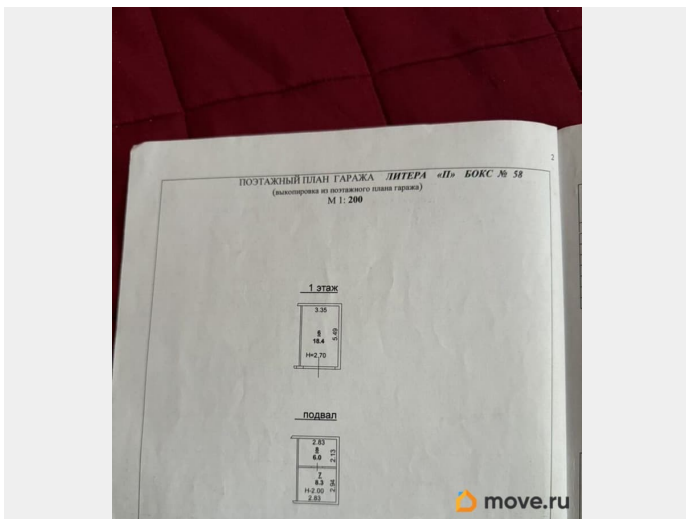 2
ПОЭТАЖНЫЙ ПЛАН ГАРАЖА ЛИТЕРА «П» БОКС № 58
(выкопировка из поэтажного плана гаража)
М 1: 200
1 этаж
3.35
6
18.4
5.49
H=2.70
подвал
2.83
8
6.0
2.13
7
8.3
2.94
H-2.00
2.83
move.ru